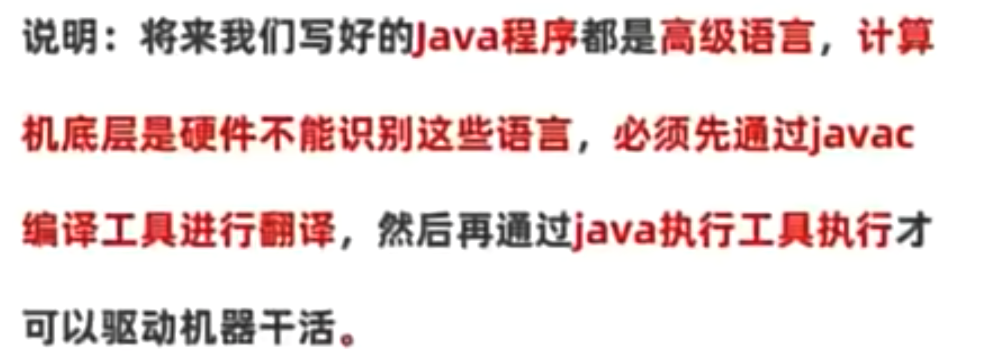 说明：将来我们写好的Java程序都是高级语言，计算
机底层是硬件不能识别这些语言，必须先通过javac
编译工具进行翻译，然后再通过java执行工具执行才
可以驱动机器干活。